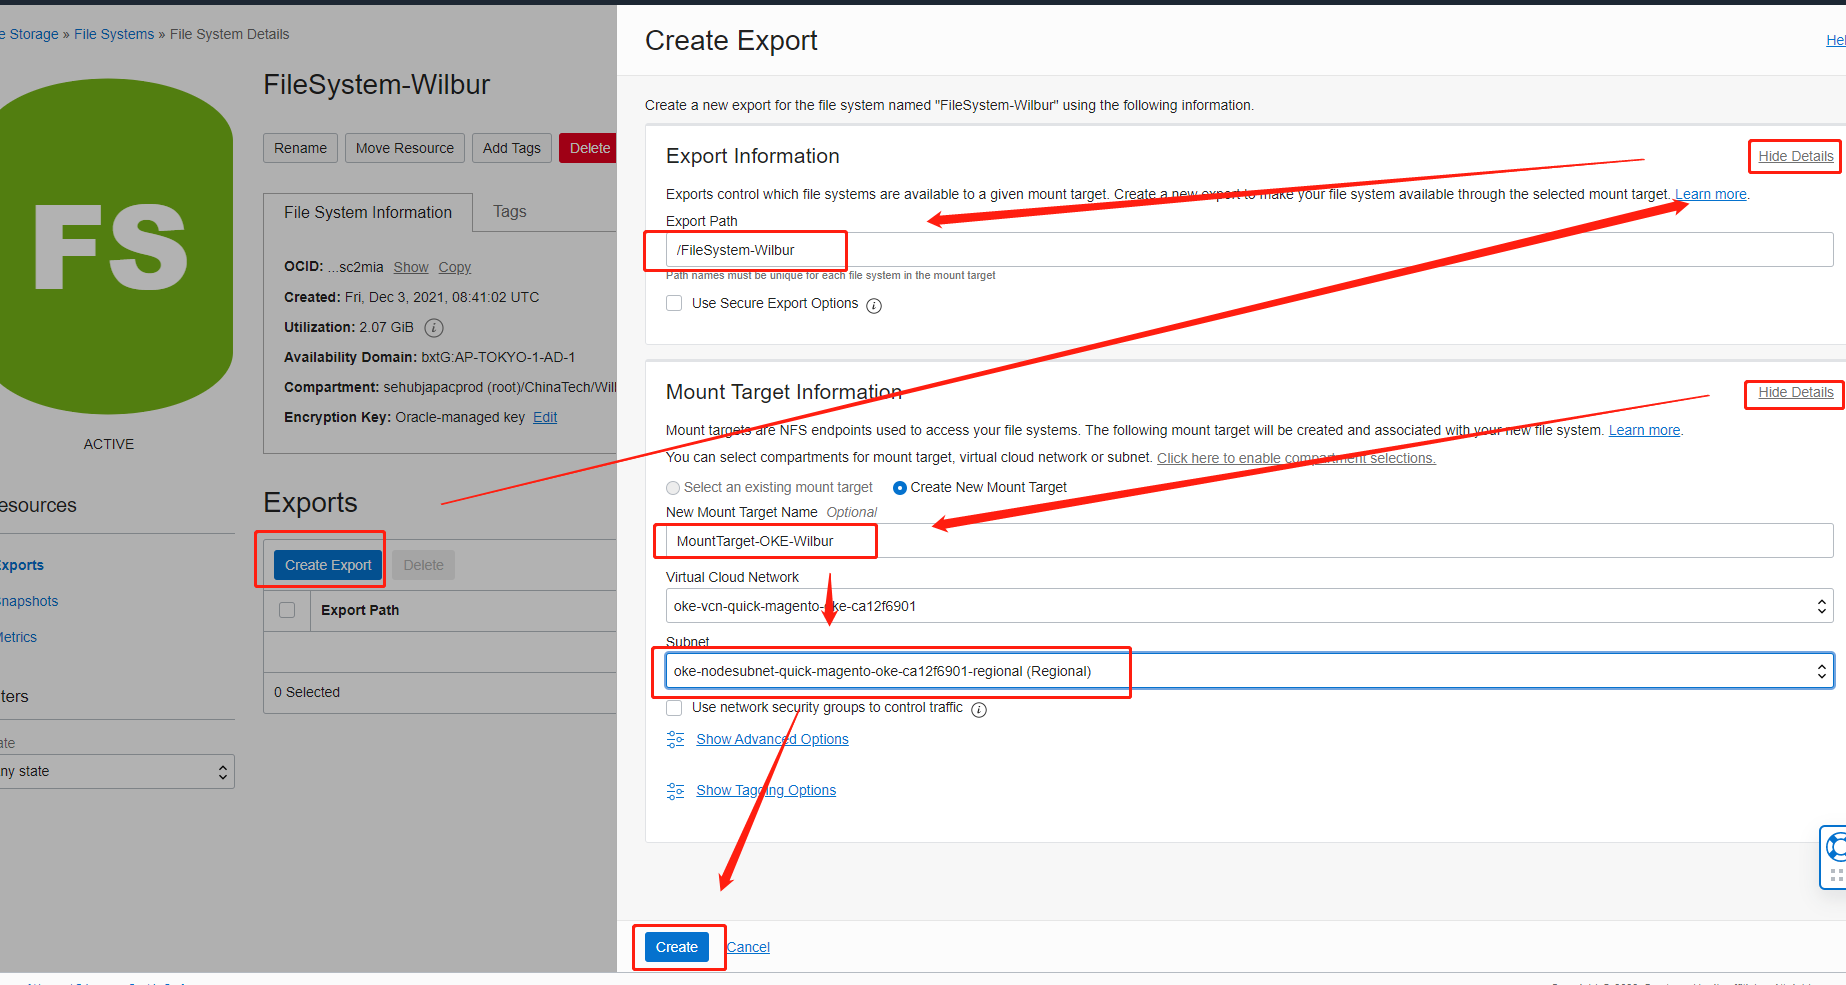 e Storage » File Systems » File System Details
FS
ACTIVE
FileSystem-Wilbur
Rename
Move Resource
Add Tags
Delete
File System Information
Tags
OCID: ...sc2mia Show Copy
Created: Fri, Dec 3, 2021, 08:41:02 UTC
Utilization: 2.07 GiB
Availability Domain: bxtG:AP-TOKYO-1-AD-1
Compartment: sehubjapacprod (root)/ChinaTech/Wil
Encryption Key: Oracle-managed key Edit
esources
xports
napshots
Metrics
ters
ate
ny state
Exports
Create Export
Delete
Export Path
0 Selected
Create Export
Hel
Create a new export for the file system named "FileSystem-Wilbur" using the following information.
Export Information
Hide Details
Exports control which file systems are available to a given mount target. Create a new export to make your file system available through the selected mount target. Learn more.
Export Path
/FileSystem-Wilbur
Path names must be unique for each file system in the mount target
Use Secure Export Options
Mount Target Information
Hide Details
Mount targets are NFS endpoints used to access your file systems. The following mount target will be created and associated with your new file system. Learn more.
You can select compartments for mount target, virtual cloud network or subnet. Click here to enable compartment selections.
Select an existing mount target
Create New Mount Target
New Mount Target Name Optional
MountTarget-OKE-Wilbur
Virtual Cloud Network
oke-vcn-quick-magento-oke-ca12f6901
Subnet
oke-nodesubnet-quick-magento-oke-ca12f6901-regional (Regional)
Use network security groups to control traffic
Show Advanced Options
Show Tagging Options
Create
Cancel